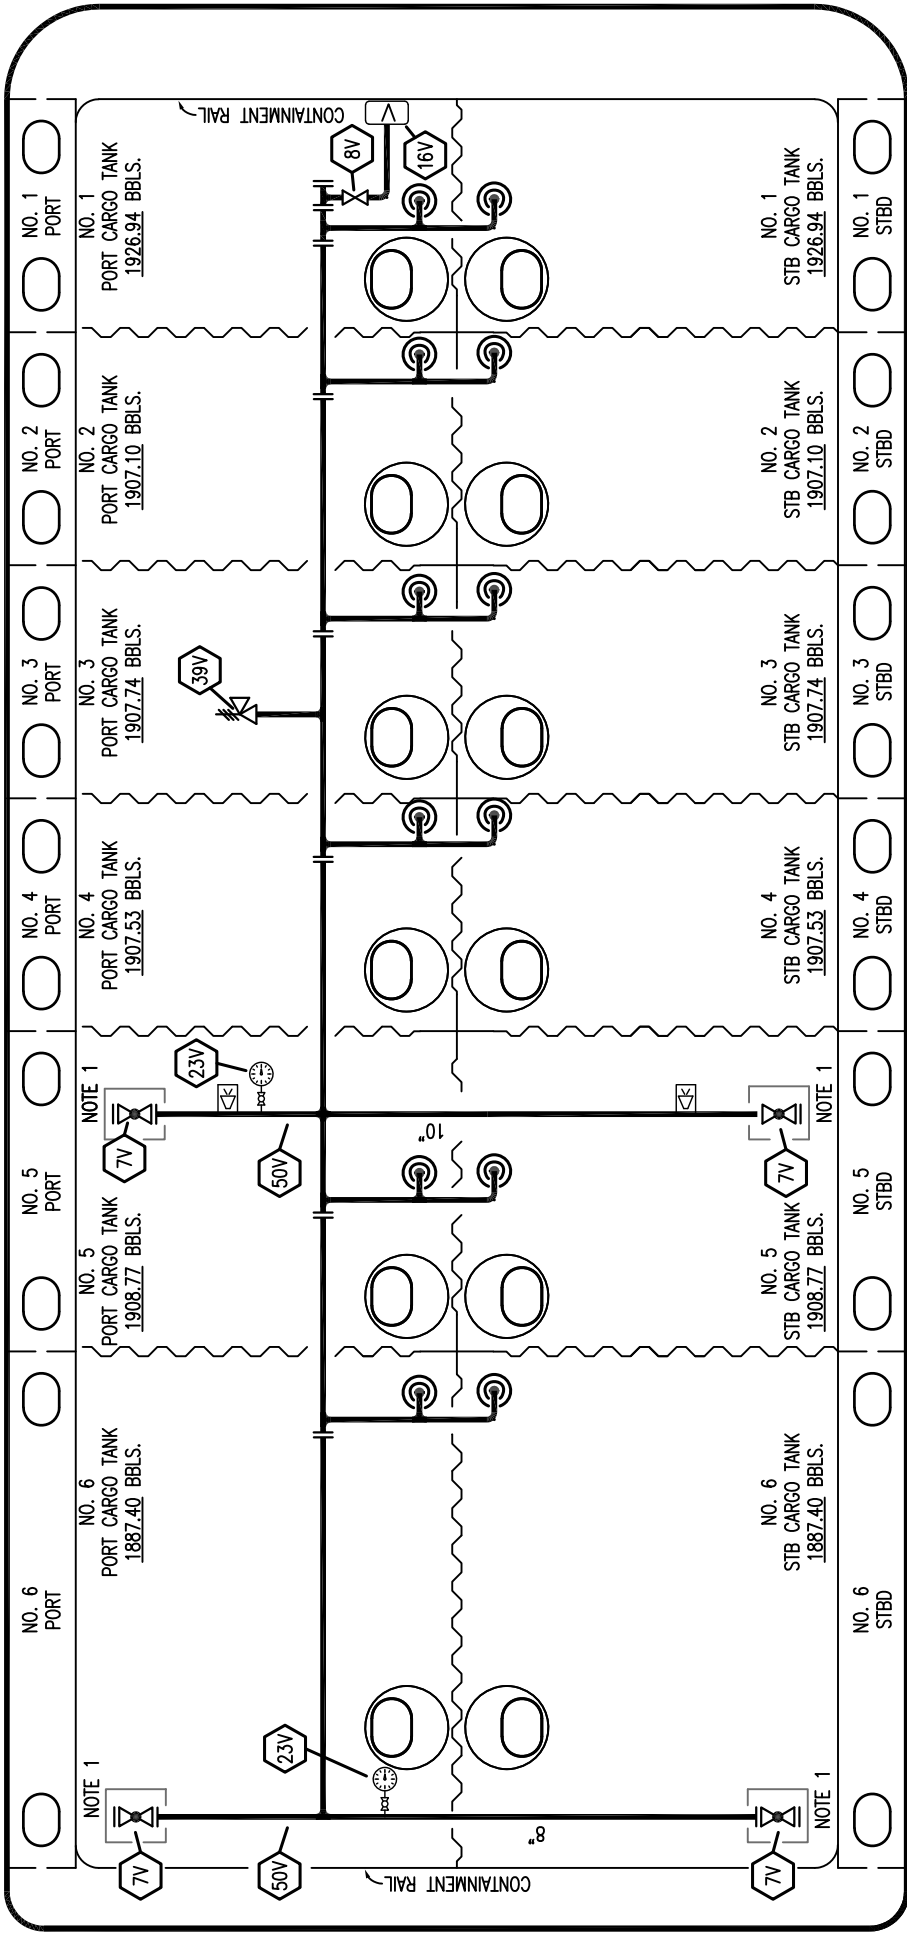 CONTAINMENT RAIL
8V
16V
NO. 1
PORT
NO. 1
PORT CARGO TANK
1926.94 BBLS.
NO. 1
STB CARGO TANK
1926.94 BBLS.
NO. 1
STBD
NO. 2
PORT
NO. 2
PORT CARGO TANK
1907.10 BBLS.
NO. 2
STB CARGO TANK
1907.10 BBLS.
NO. 2
STBD
NO. 3
PORT
NO. 3
PORT CARGO TANK
1907.74 BBLS.
39V
NO. 3
STB CARGO TANK
1907.74 BBLS.
NO. 3
STBD
NO. 4
PORT
NO. 4
PORT CARGO TANK
1907.53 BBLS.
NO. 4
STB CARGO TANK
1907.53 BBLS.
NO. 4
STBD
NOTE 1
23V
7V
50V
10"
7V
NOTE 1
NO. 5
PORT
NO. 5
PORT CARGO TANK
1908.77 BBLS.
NO. 5
STB CARGO TANK
1908.77 BBLS.
NO. 5
STBD
NO. 6
PORT
NO. 6
PORT CARGO TANK
1887.40 BBLS.
NO. 6
STB CARGO TANK
1887.40 BBLS.
NO. 6
STBD
NOTE 1
23V
7V
50V
8"
7V
NOTE 1
CONTAINMENT RAIL